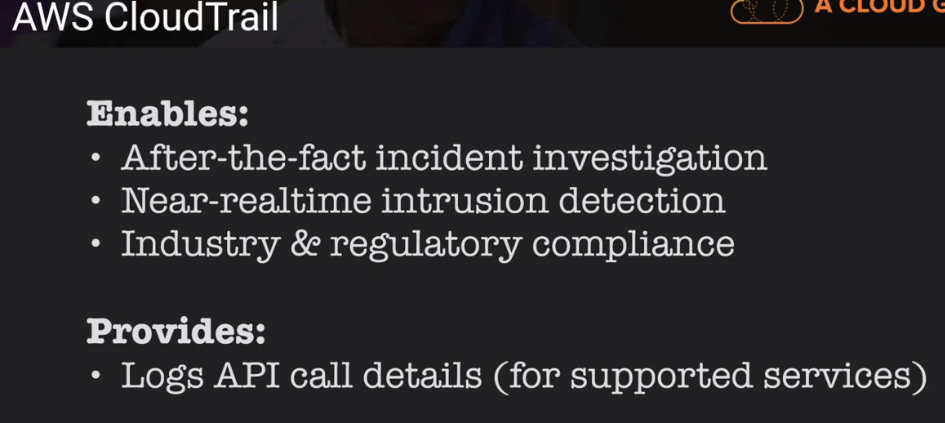 AWS CloudTrail
A CLOUD G
Enables:
• After-the-fact incident investigation
• Near-realtime intrusion detection
• Industry & regulatory compliance
Provides:
• Logs API call details (for supported services)